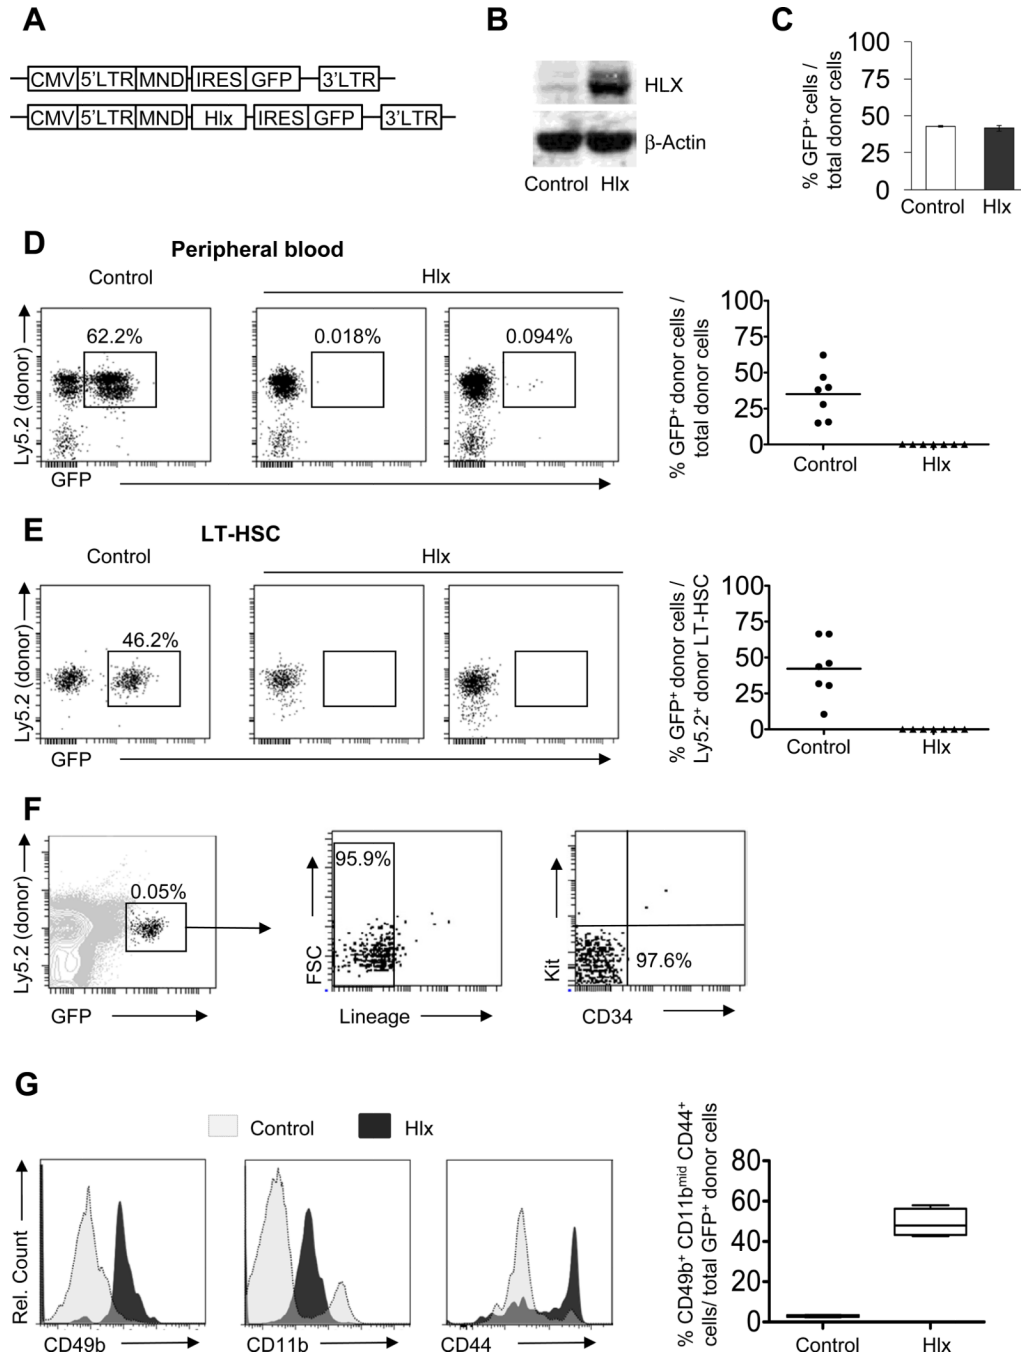 A
CMV 5'LTR MND IRES GFP 3'LTR
CMV 5'LTR MND Hlx IRES GFP 3'LTR
B
HLX
β-Actin
Control Hlx
C
% GFP+ cells /
total donor cells
100
75
50
25
0
Control Hlx
D
Peripheral blood
Control
Hlx
Ly5.2 (donor)
62.2%
0.018%
0.094%
GFP
% GFP+ donor cells /
total donor cells
100
75
50
25
0
Control Hlx
E
LT-HSC
Control
Hlx
Ly5.2 (donor)
46.2%
GFP
% GFP+ donor cells /
Ly5.2+ donor LT-HSC
100
75
50
25
0
Control Hlx
F
Ly5.2 (donor)
0.05%
GFP
95.9%
FSC
Lineage
Kit
97.6%
CD34
G
Control Hlx
Rel. Count
CD49b
CD11b
CD44
% CD49b+ CD11bmid CD44+
cells/ total GFP+ donor cells
80
60
40
20
0
Control Hlx